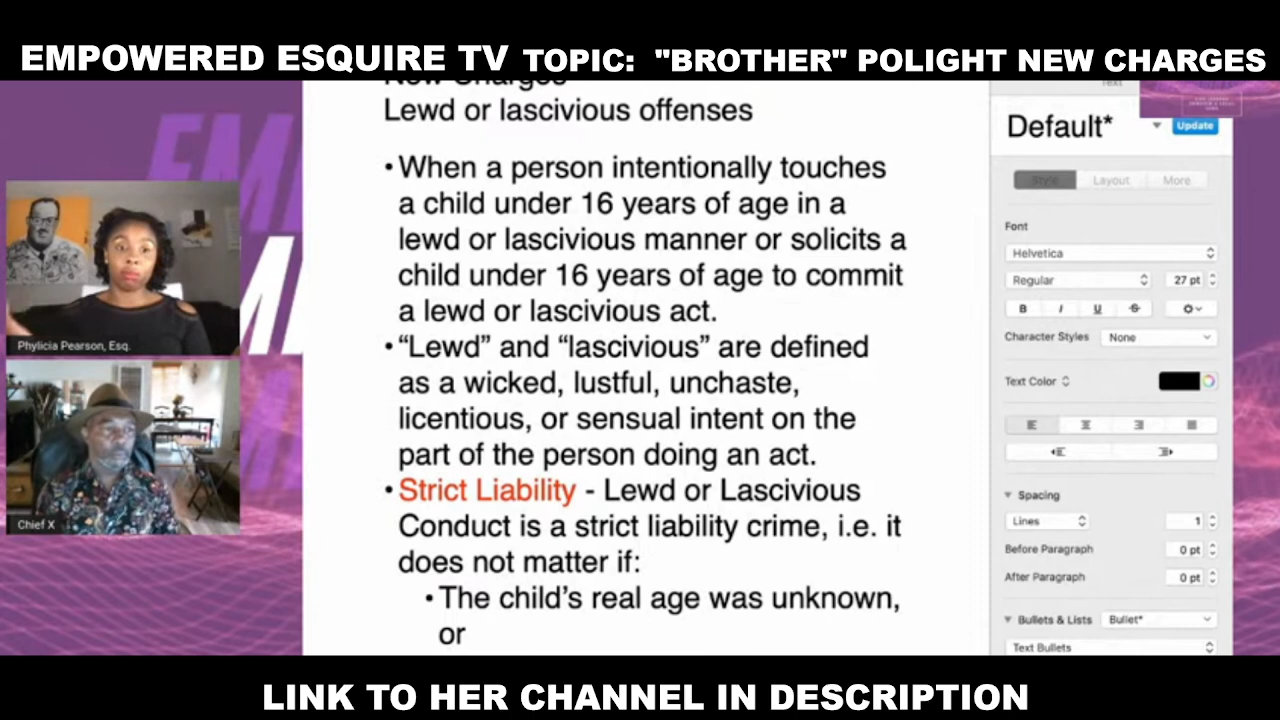 EMPOWERED ESQUIRE TV TOPIC: "BROTHER" POLIGHT NEW CHARGES
New Charges
Lewd or lascivious offenses
• When a person intentionally touches
a child under 16 years of age in a
lewd or lascivious manner or solicits a
child under 16 years of age to commit
a lewd or lascivious act.
• “Lewd” and “lascivious” are defined
as a wicked, lustful, unchaste,
licentious, or sensual intent on the
part of the person doing an act.
• Strict Liability - Lewd or Lascivious
Conduct is a strict liability crime, i.e. it
does not matter if:
• The child’s real age was unknown,
or
Phylicia Pearson, Esq.
Chief X
Text
Default*
Update
Style Layout More
Font
Helvetica
Regular 27 pt
B I U S
Character Styles None
Text Color
Spacing
Lines 1
Before Paragraph 0 pt
After Paragraph 0 pt
Bullets & Lists Bullet*
Text Bullets
LINK TO HER CHANNEL IN DESCRIPTION